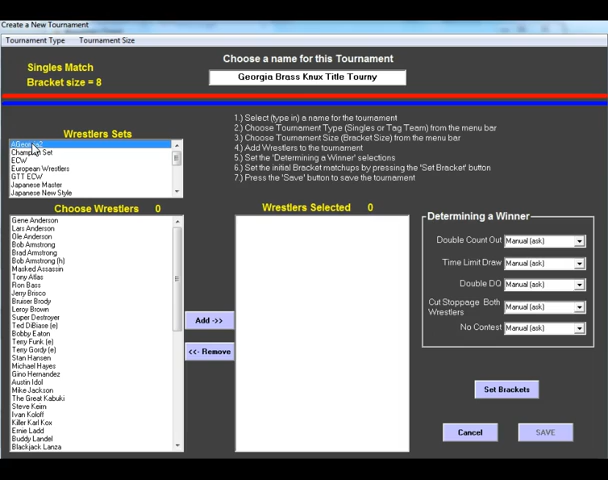 Create a New Tournament
Tournament Type Tournament Size
Choose a name for this Tournament
Singles Match
Georgia Brass Knux Title Tourny
Bracket size = 8
1.) Select (type in) a name for the tournament
2.) Choose Tournament Type (Singles or Tag Team) from the menu bar
3.) Choose Tournament Size (Bracket Size) from the menu bar
4.) Add Wrestlers to the tournament
5.) Set the 'Determining a Winner' selections
6.) Set the initial Bracket matchups by pressing the 'Set Bracket' button
7.) Press the 'Save' button to save the tournament
Wrestlers Sets
ECW
European Wrestlers
GTT ECW
Japanese Master
Japanese New Style
Choose Wrestlers 0
Gene Anderson
Lars Anderson
Ole Anderson
Bob Armstrong
Brad Armstrong
Bob Armstrong (h)
Masked Assassin
Tony Atlas
Ron Bass
Jerry Brisco
Bruiser Brody
Leroy Brown
Super Destroyer
Ted DiBiase (e)
Bobby Eaton
Terry Funk (e)
Terry Gordy (e)
Stan Hansen
Michael Hayes
Gino Hernandez
Austin Idol
Mike Jackson
The Great Kabuki
Steve Keirn
Ivan Koloff
Killer Karl Kox
Ernie Ladd
Buddy Landel
Blackjack Lanza
Add ->>
<<- Remove
Wrestlers Selected 0
Determining a Winner
Double Count Out Manual (ask)
Time Limit Draw Manual (ask)
Double DQ Manual (ask)
Cut Stoppage Both Wrestlers Manual (ask)
No Contest Manual (ask)
Set Brackets
Cancel SAVE